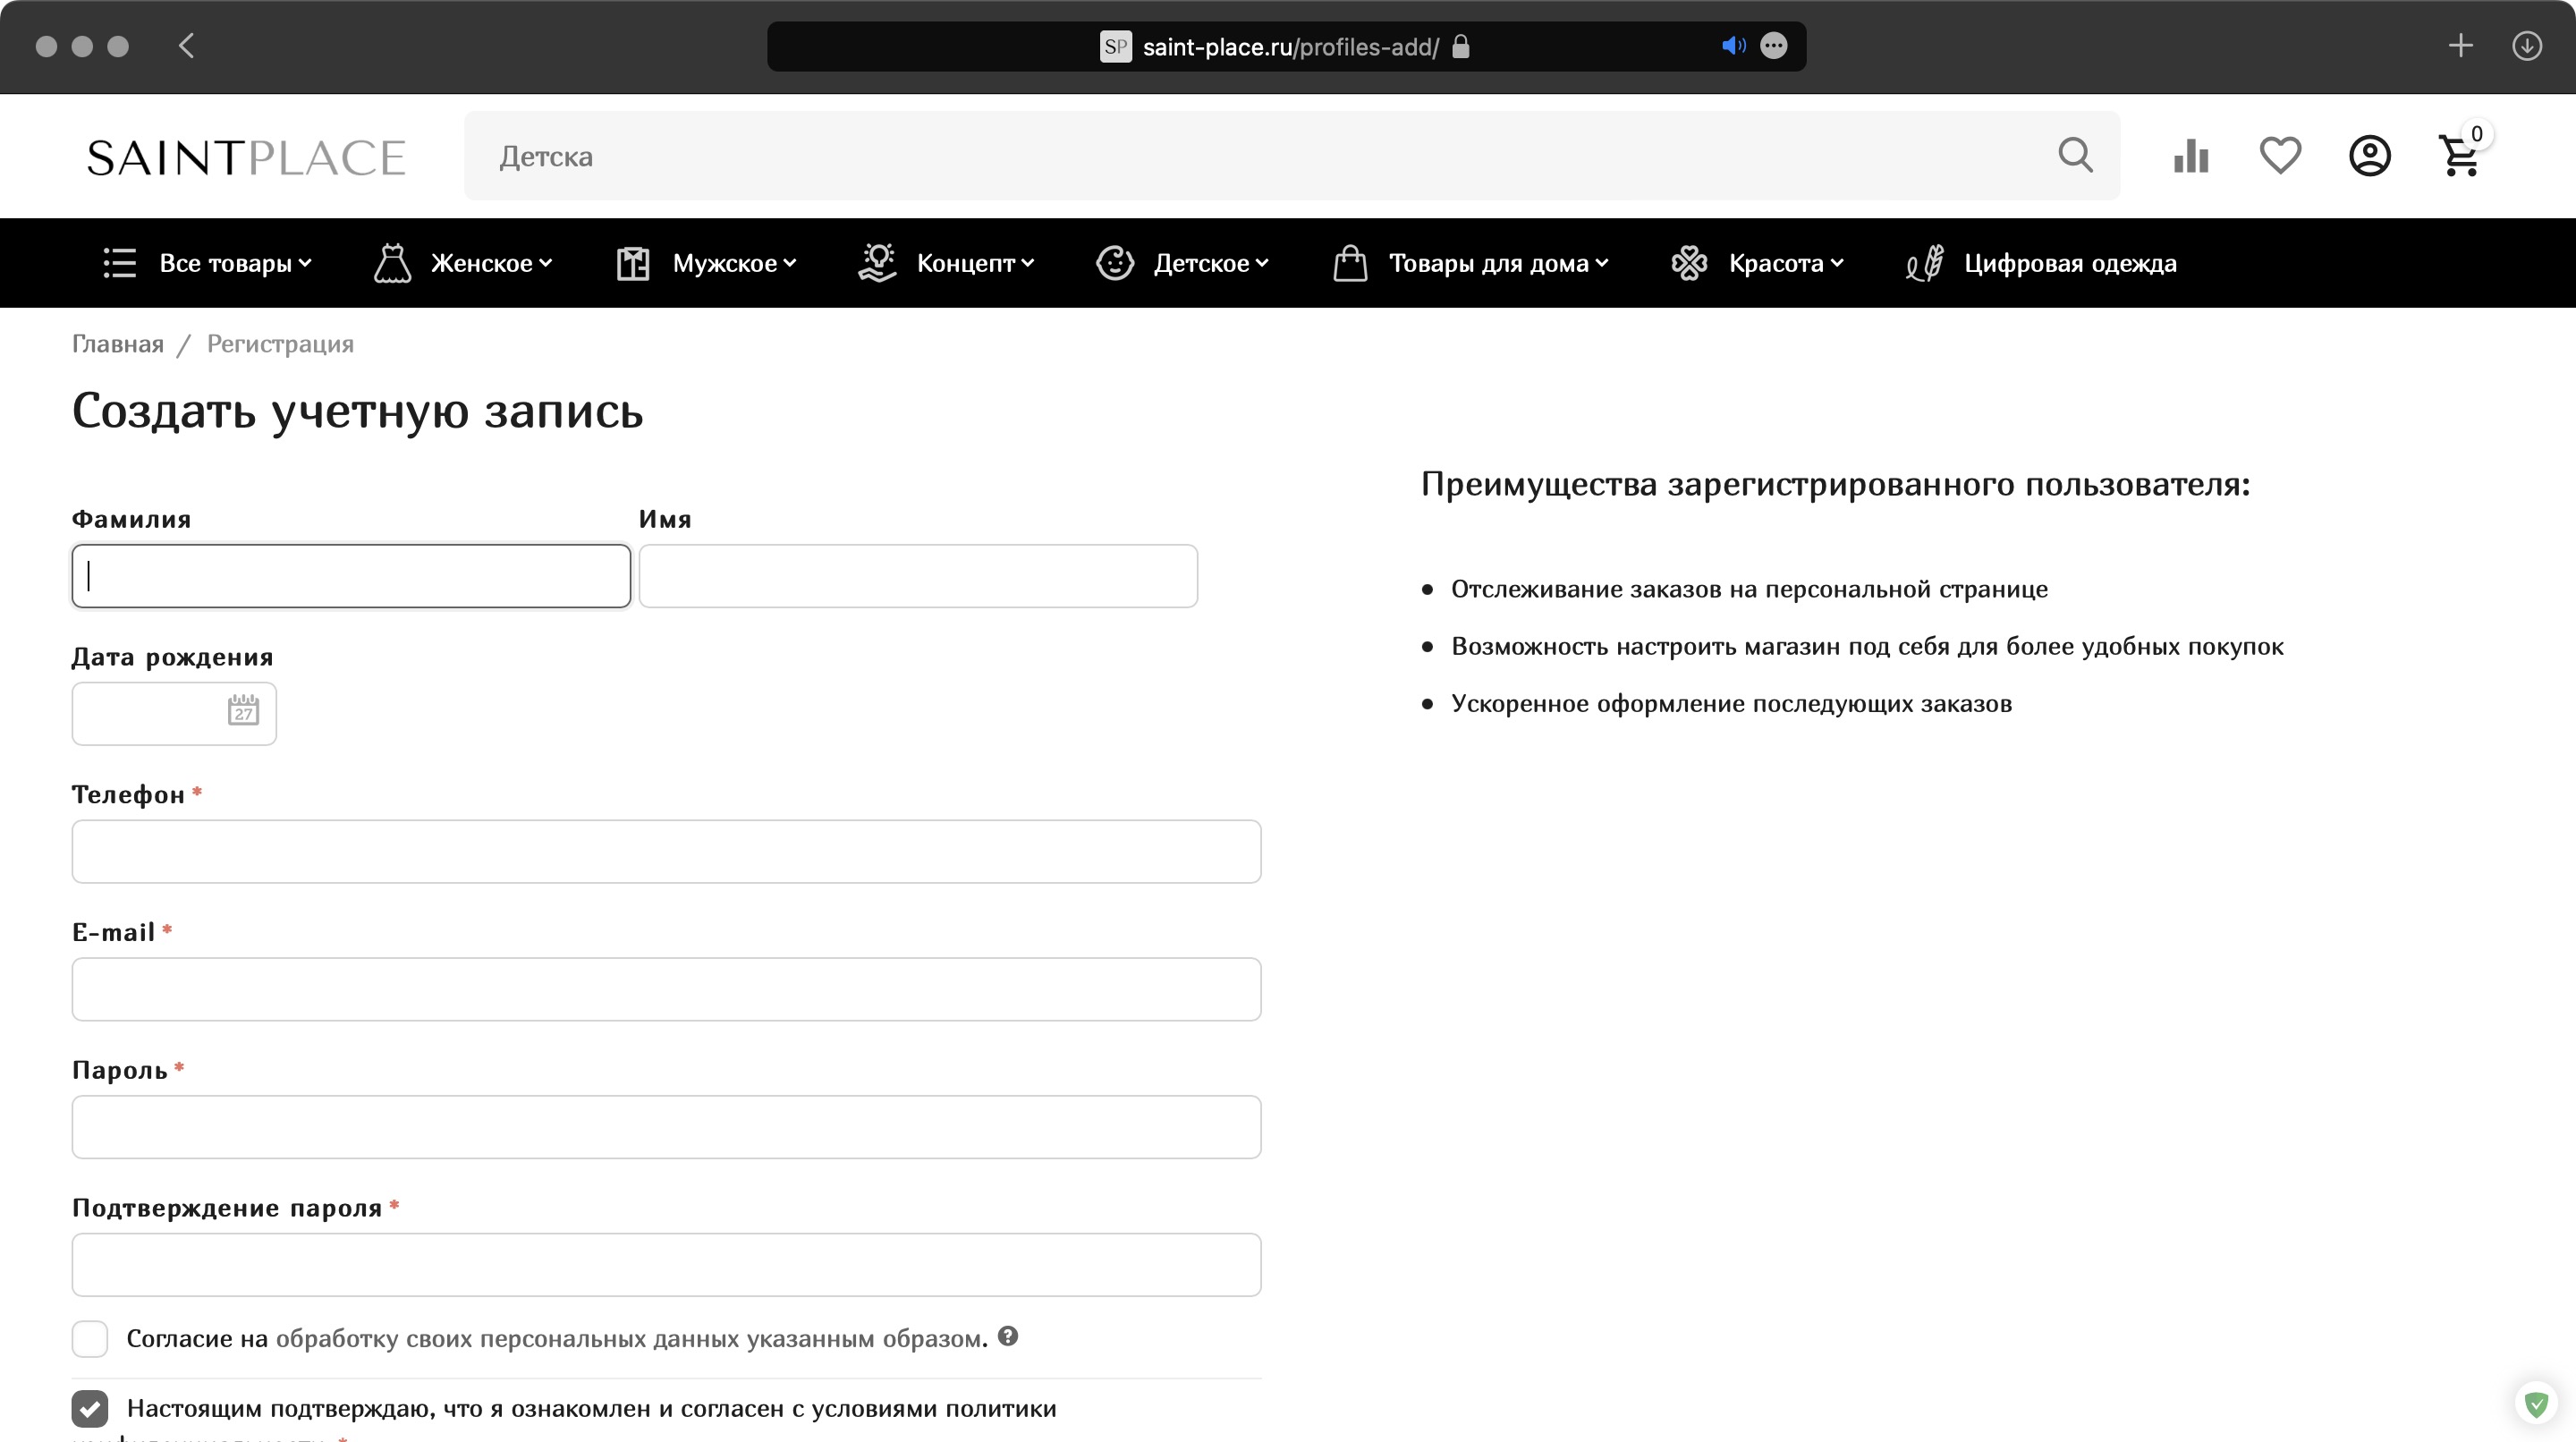 SP saint-place.ru/profiles-add/
SAINTPLACE
Детска
0
Все товары
Женское
Мужское
Концепт
Детское
Товары для дома
Красота
Цифровая одежда
Главная / Регистрация
Создать учетную запись
Фамилия
Имя
Дата рождения
27
Телефон *
E-mail *
Пароль *
Подтверждение пароля *
Согласие на обработку своих персональных данных указанным образом. ?
Настоящим подтверждаю, что я ознакомлен и согласен с условиями политики
Преимущества зарегистрированного пользователя:
• Отслеживание заказов на персональной странице
• Возможность настроить магазин под себя для более удобных покупок
• Ускоренное оформление последующих заказов